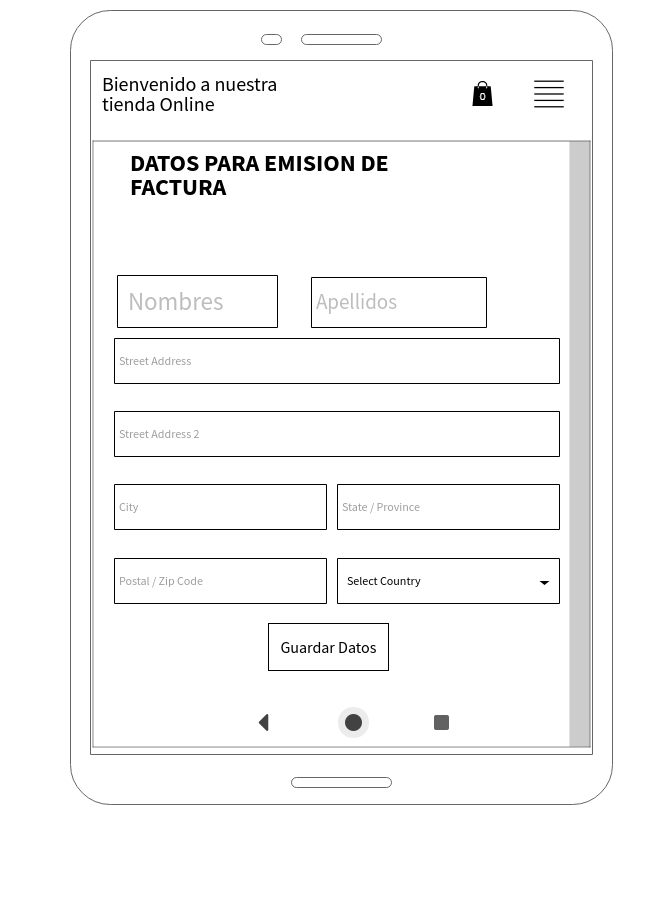 Bienvenido a nuestra
tienda Online
0
DATOS PARA EMISION DE
FACTURA
Nombres
Apellidos
Street Address
Street Address 2
City
State / Province
Postal / Zip Code
Select Country
Guardar Datos